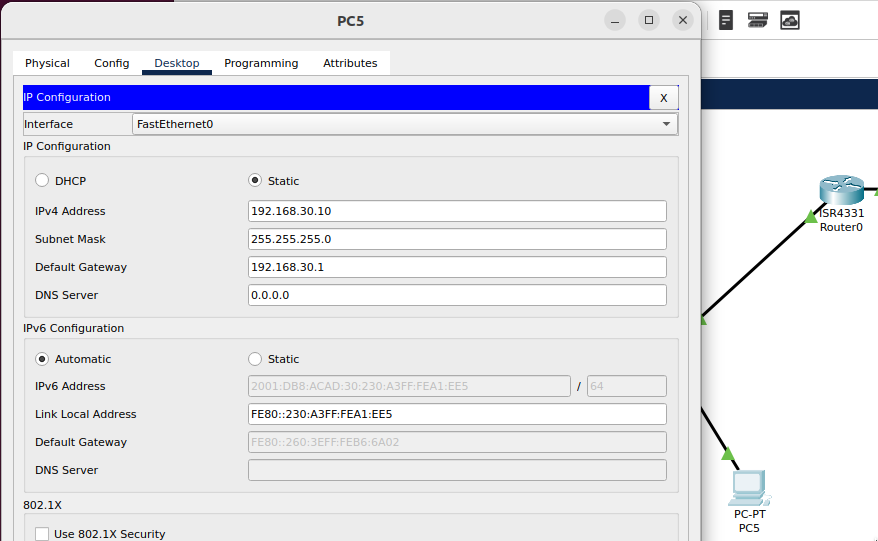 PC5
Physical Config Desktop Programming Attributes
IP Configuration X
Interface FastEthernet0
IP Configuration
DHCP Static
IPv4 Address 192.168.30.10
Subnet Mask 255.255.255.0
Default Gateway 192.168.30.1
DNS Server 0.0.0.0
IPv6 Configuration
Automatic Static
IPv6 Address 2001:DB8:ACAD:30:230:A3FF:FEA1:EE5 / 64
Link Local Address FE80::230:A3FF:FEA1:EE5
Default Gateway FE80::260:3EFF:FEB6:6A02
DNS Server
802.1X
Use 802.1X Security
ISR4331
Router0
PC-PT
PC5